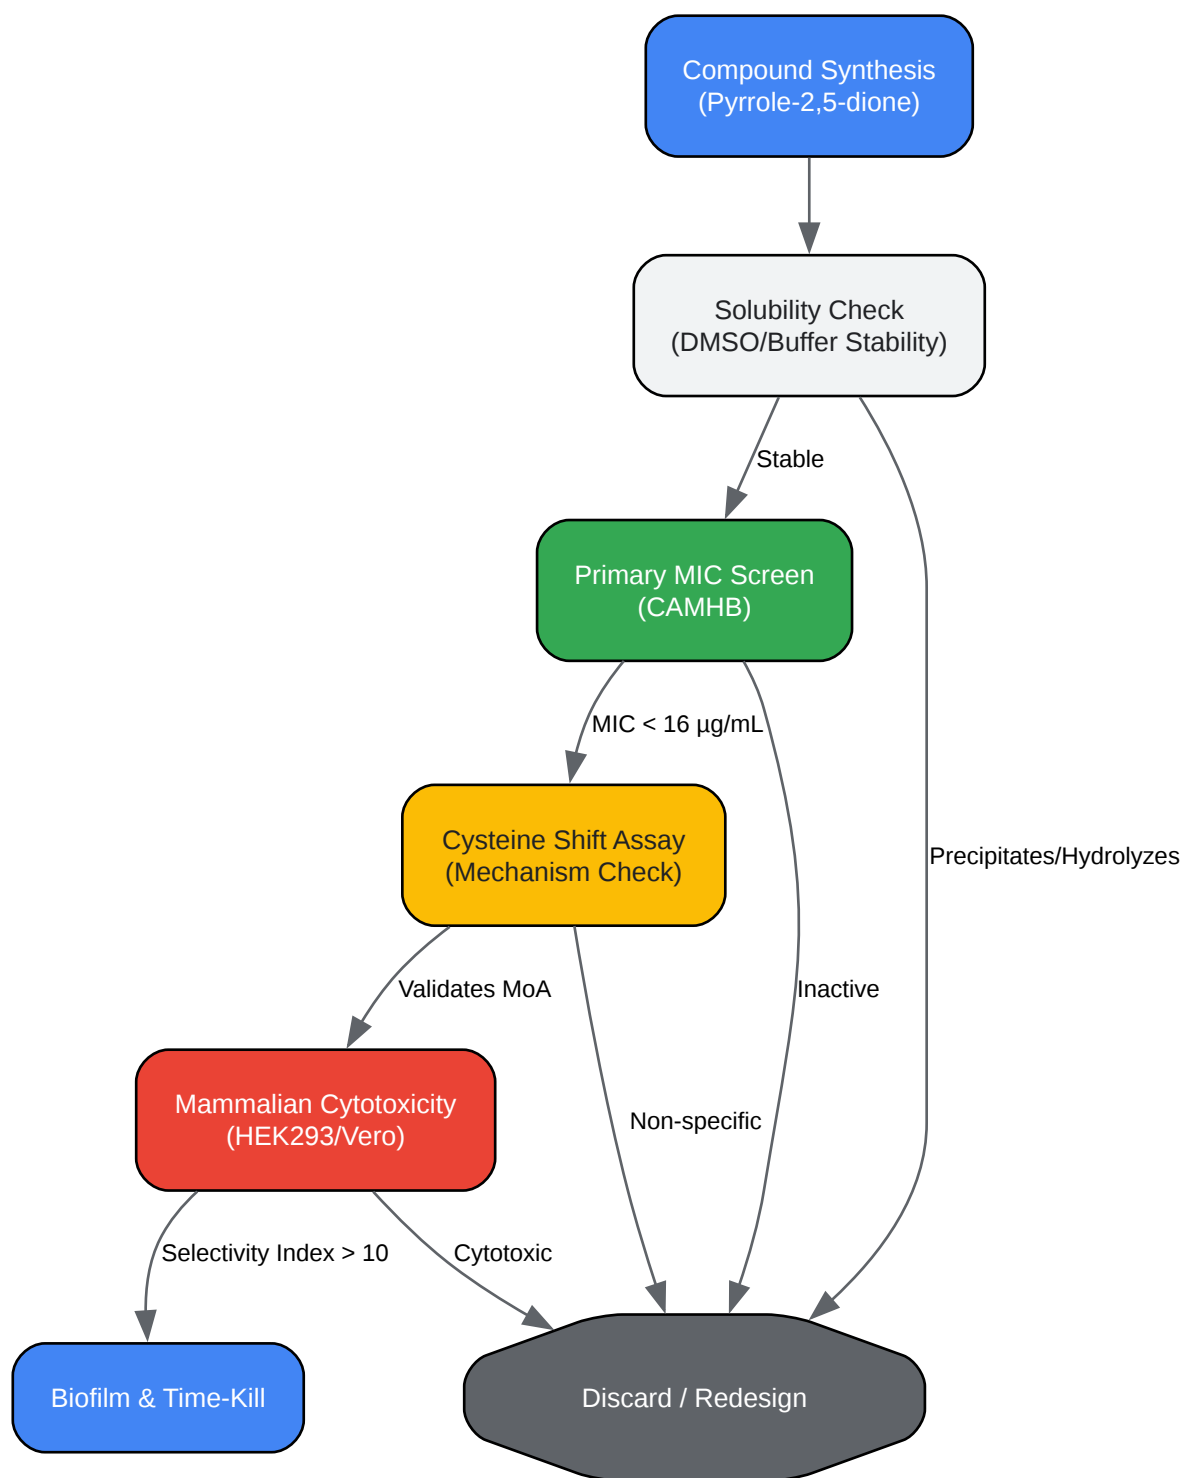 Compound Synthesis
(Pyrrole-2,5-dione)
Solubility Check
(DMSO/Buffer Stability)
Stable
Primary MIC Screen
(CAMHB)
MIC < 16 µg/mL
Cysteine Shift Assay
(Mechanism Check)
Precipitates/Hydrolyzes
Validates MoA
Inactive
Mammalian Cytotoxicity
(HEK293/Vero)
Non-specific
Selectivity Index > 10
Cytotoxic
Biofilm & Time-Kill
Discard / Redesign